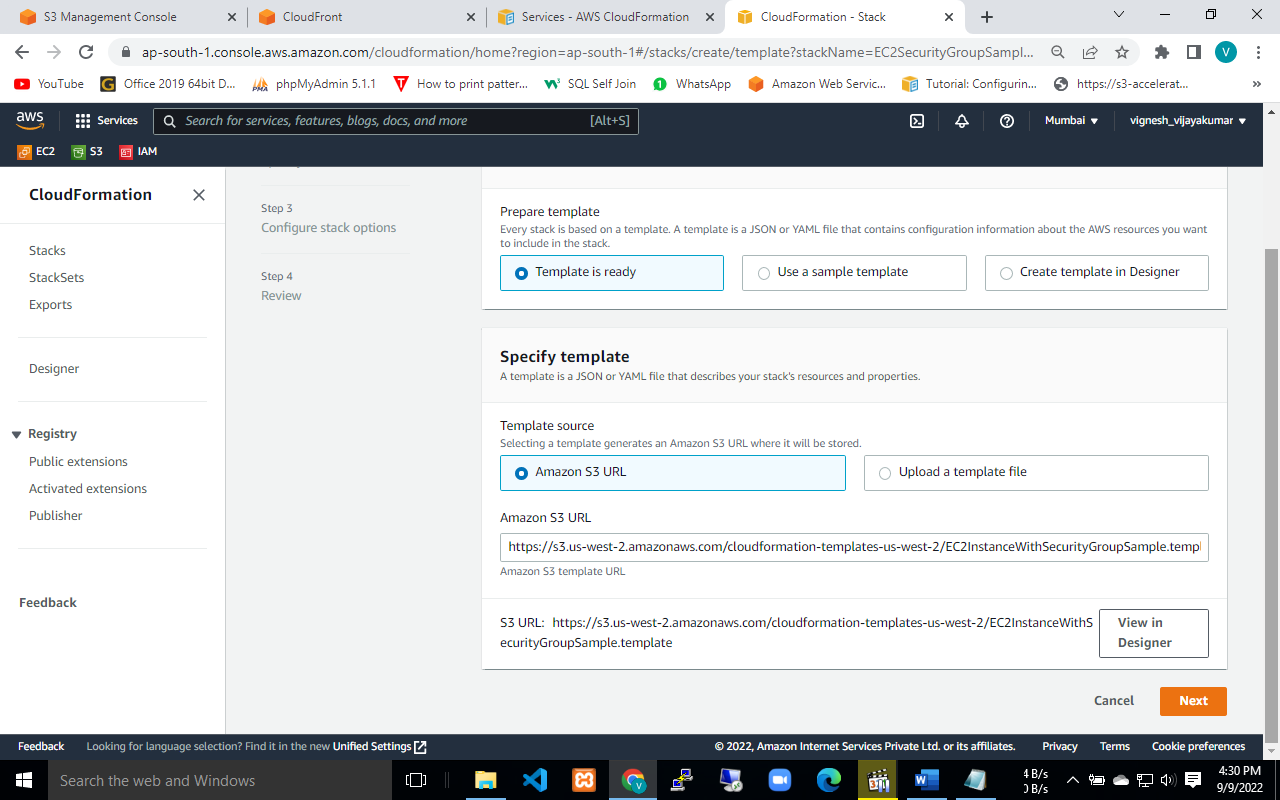 S3 Management Console
CloudFront
Services - AWS CloudFormation
CloudFormation - Stack
ap-south-1.console.aws.amazon.com/cloudformation/home?region=ap-south-1#/stacks/create/template?stackName=EC2SecurityGroupSampl...
V
YouTube
Office 2019 64bit D...
phpMyAdmin 5.1.1
How to print patter...
SQL Self Join
WhatsApp
Amazon Web Servic...
Tutorial: Configurin...
https://s3-accelerat...
»
aws
Services
Search for services, features, blogs, docs, and more
[Alt+S]
Mumbai
vignesh_vijayakumar
EC2
S3
IAM
CloudFormation
Stacks
StackSets
Exports
Designer
Registry
Public extensions
Activated extensions
Publisher
Feedback
Step 3
Configure stack options
Step 4
Review
Prepare template
Every stack is based on a template. A template is a JSON or YAML file that contains configuration information about the AWS resources you want
to include in the stack.
Template is ready
Use a sample template
Create template in Designer
Specify template
A template is a JSON or YAML file that describes your stack's resources and properties.
Template source
Selecting a template generates an Amazon S3 URL where it will be stored.
Amazon S3 URL
Upload a template file
Amazon S3 URL
https://s3.us-west-2.amazonaws.com/cloudformation-templates-us-west-2/EC2InstanceWithSecurityGroupSample.templ
Amazon S3 template URL
S3 URL: https://s3.us-west-2.amazonaws.com/cloudformation-templates-us-west-2/EC2InstanceWithS
ecurityGroupSample.template
View in
Designer
Cancel
Next
Feedback
Looking for language selection? Find it in the new Unified Settings
© 2022, Amazon Internet Services Private Ltd. or its affiliates.
Privacy
Terms
Cookie preferences
Search the web and Windows
4 B/s
0 B/s
4:30 PM
9/9/2022